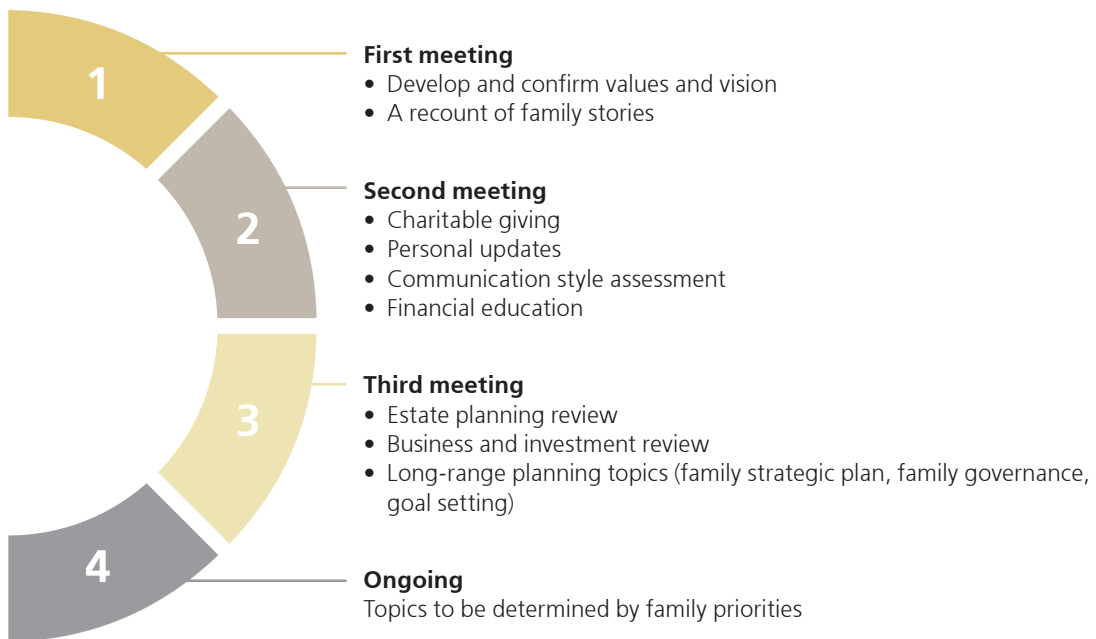 1
First meeting
• Develop and confirm values and vision
• A recount of family stories
2
Second meeting
• Charitable giving
• Personal updates
• Communication style assessment
• Financial education
3
Third meeting
• Estate planning review
• Business and investment review
• Long-range planning topics (family strategic plan, family governance,
goal setting)
4
Ongoing
Topics to be determined by family priorities